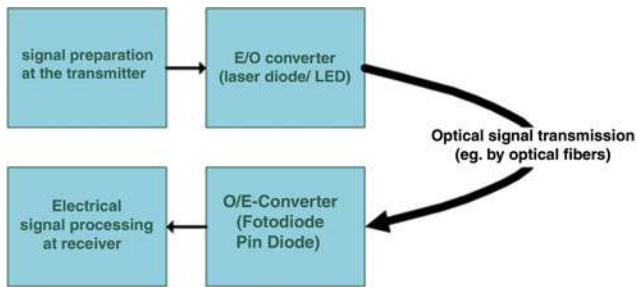 signal preparation
at the transmitter
E/O converter
(laser diode/ LED)
Optical signal transmission
(eg. by optical fibers)
O/E-Converter
(Fotodiode
Pin Diode)
Electrical
signal processing
at receiver